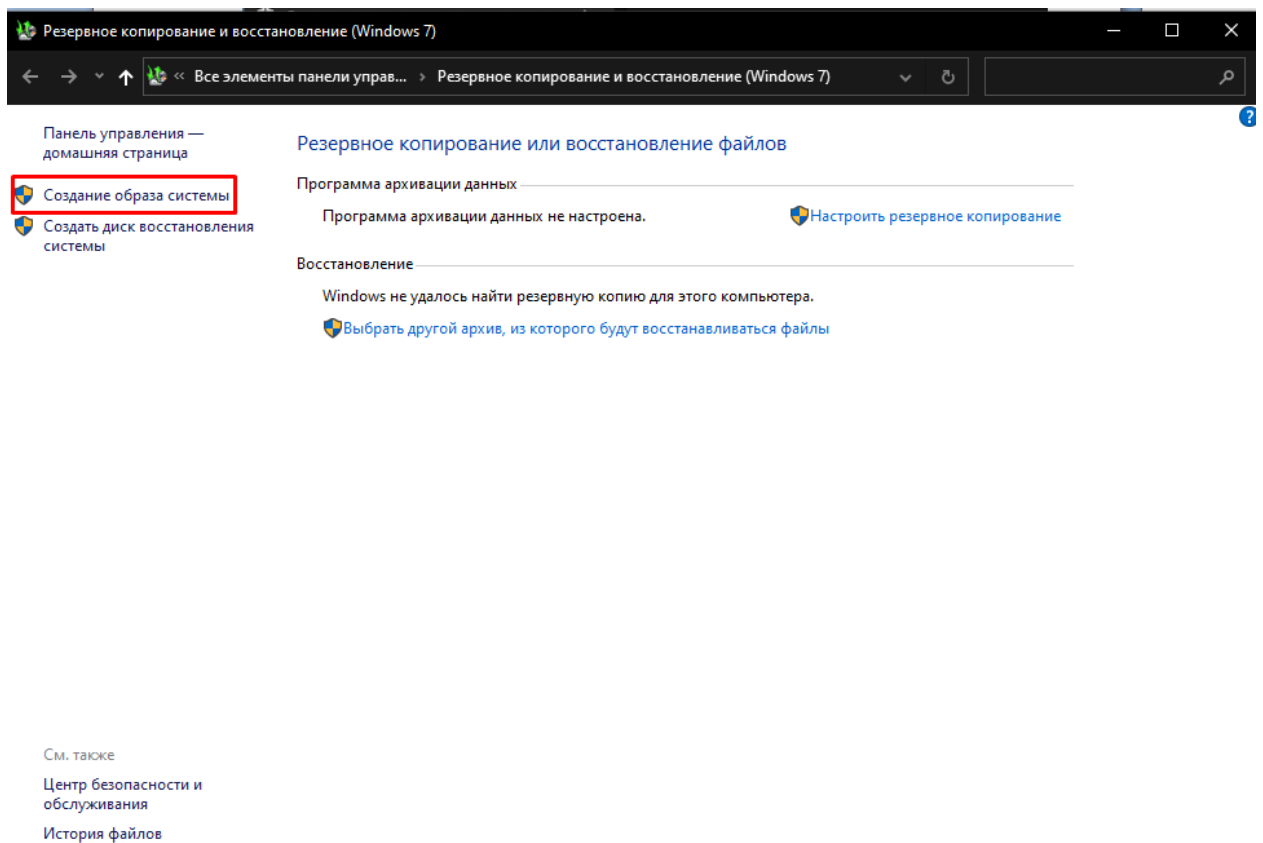 Резервное копирование и восстановление (Windows 7)
« Все элементы панели управ... › Резервное копирование и восстановление (Windows 7)
Панель управления —
домашняя страница
Создание образа системы
Создать диск восстановления
системы
Резервное копирование или восстановление файлов
Программа архивации данных
Программа архивации данных не настроена.
Настроить резервное копирование
Восстановление
Windows не удалось найти резервную копию для этого компьютера.
Выбрать другой архив, из которого будут восстанавливаться файлы
См. также
Центр безопасности и
обслуживания
История файлов